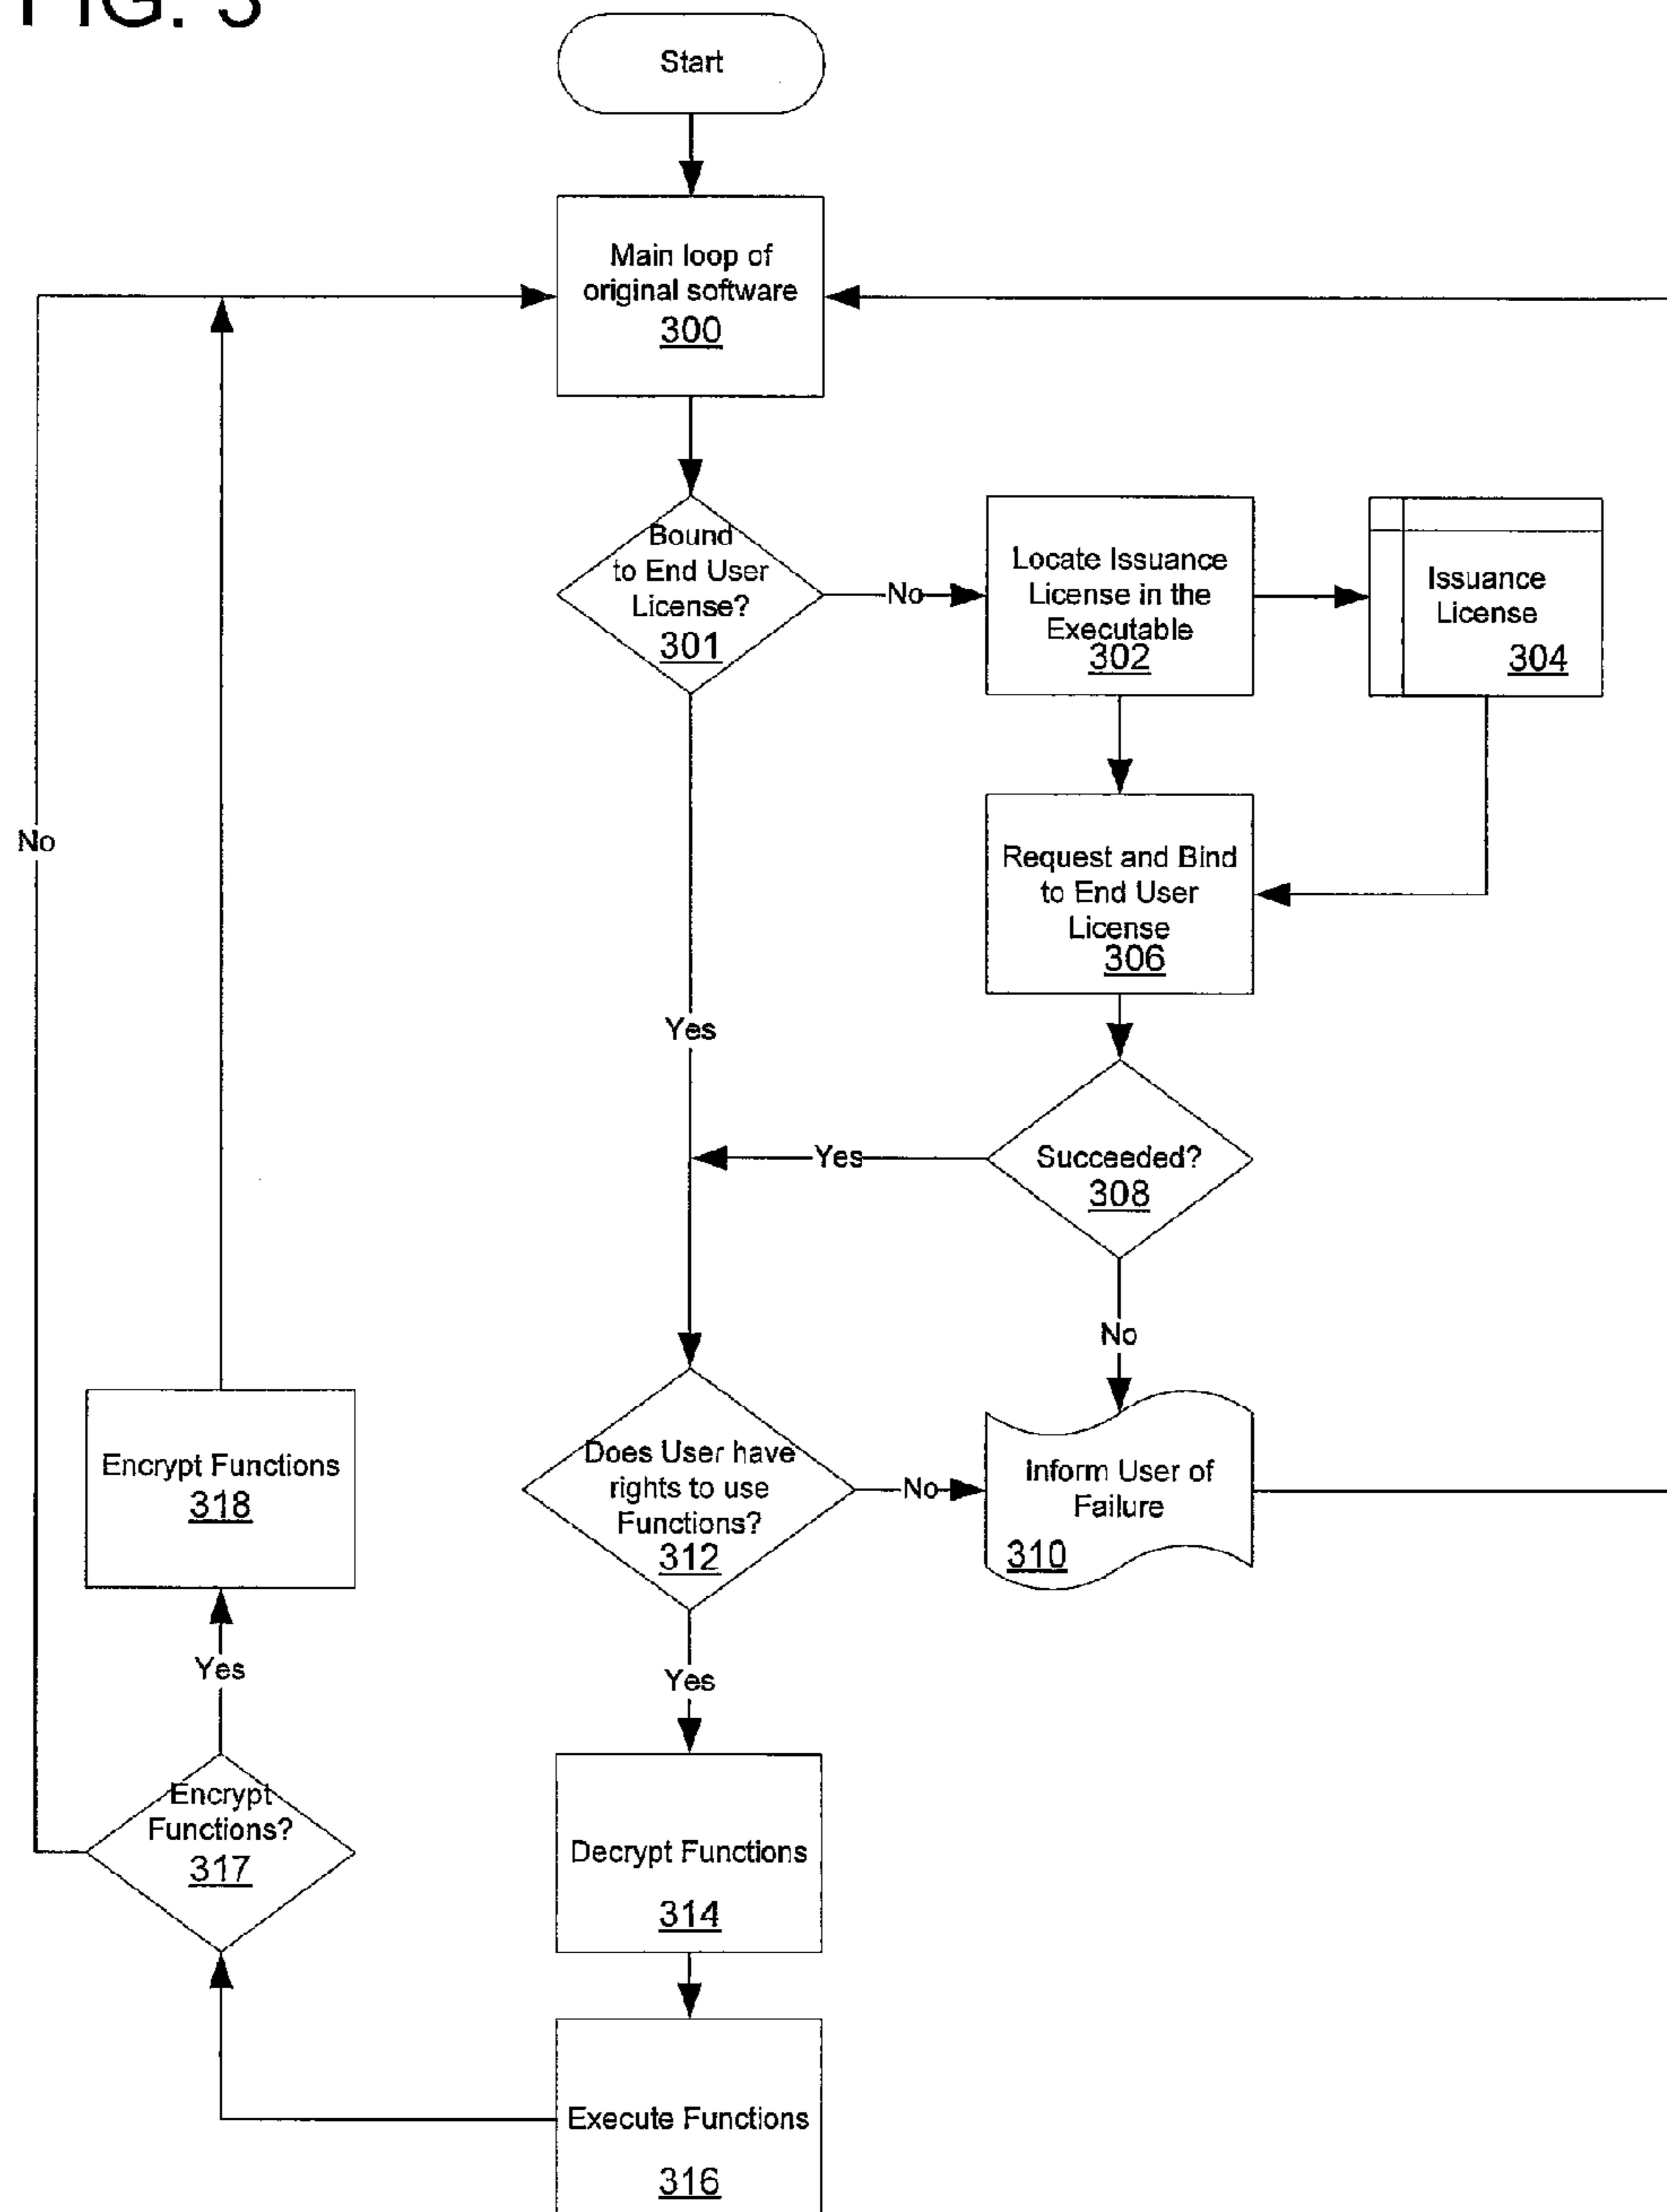 FIG. 3
Start
Main loop of
original software
300
Bound
to End User
License?
301
No
Locate Issuance
License in the
Executable
302
Issuance
License
304
No
Request and Bind
to End User
License
306
Yes
Yes
Succeeded?
308
No
Encrypt Functions
318
Does User have
rights to use
Functions?
312
No
Inform User of
Failure
310
Yes
Yes
Encrypt
Functions?
317
Decrypt Functions
314
Execute Functions
316